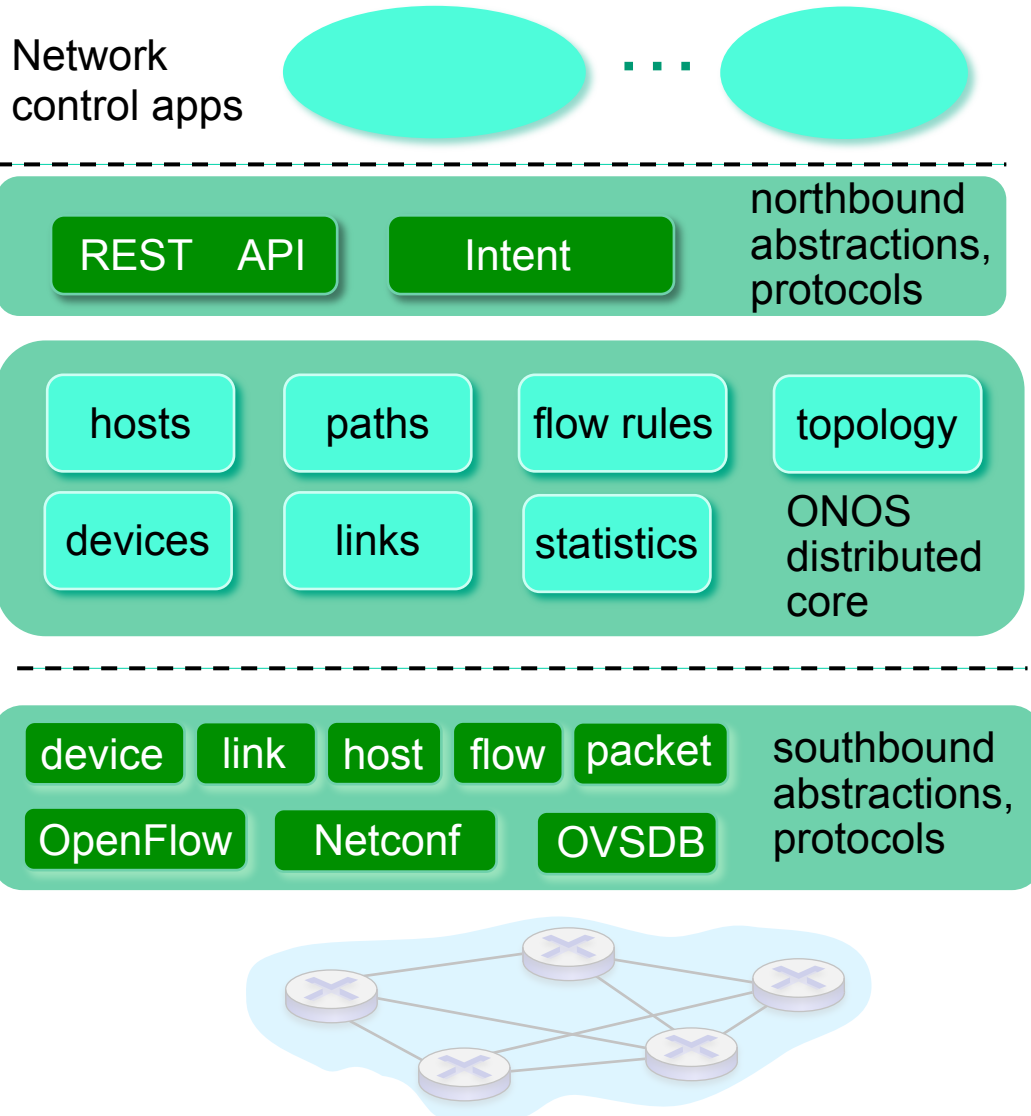 Network
control apps
...
REST API
Intent
northbound
abstractions,
protocols
hosts
paths
flow rules
topology
devices
links
statistics
ONOS
distributed
core
device
link
host
flow
packet
OpenFlow
Netconf
OVSDB
southbound
abstractions,
protocols